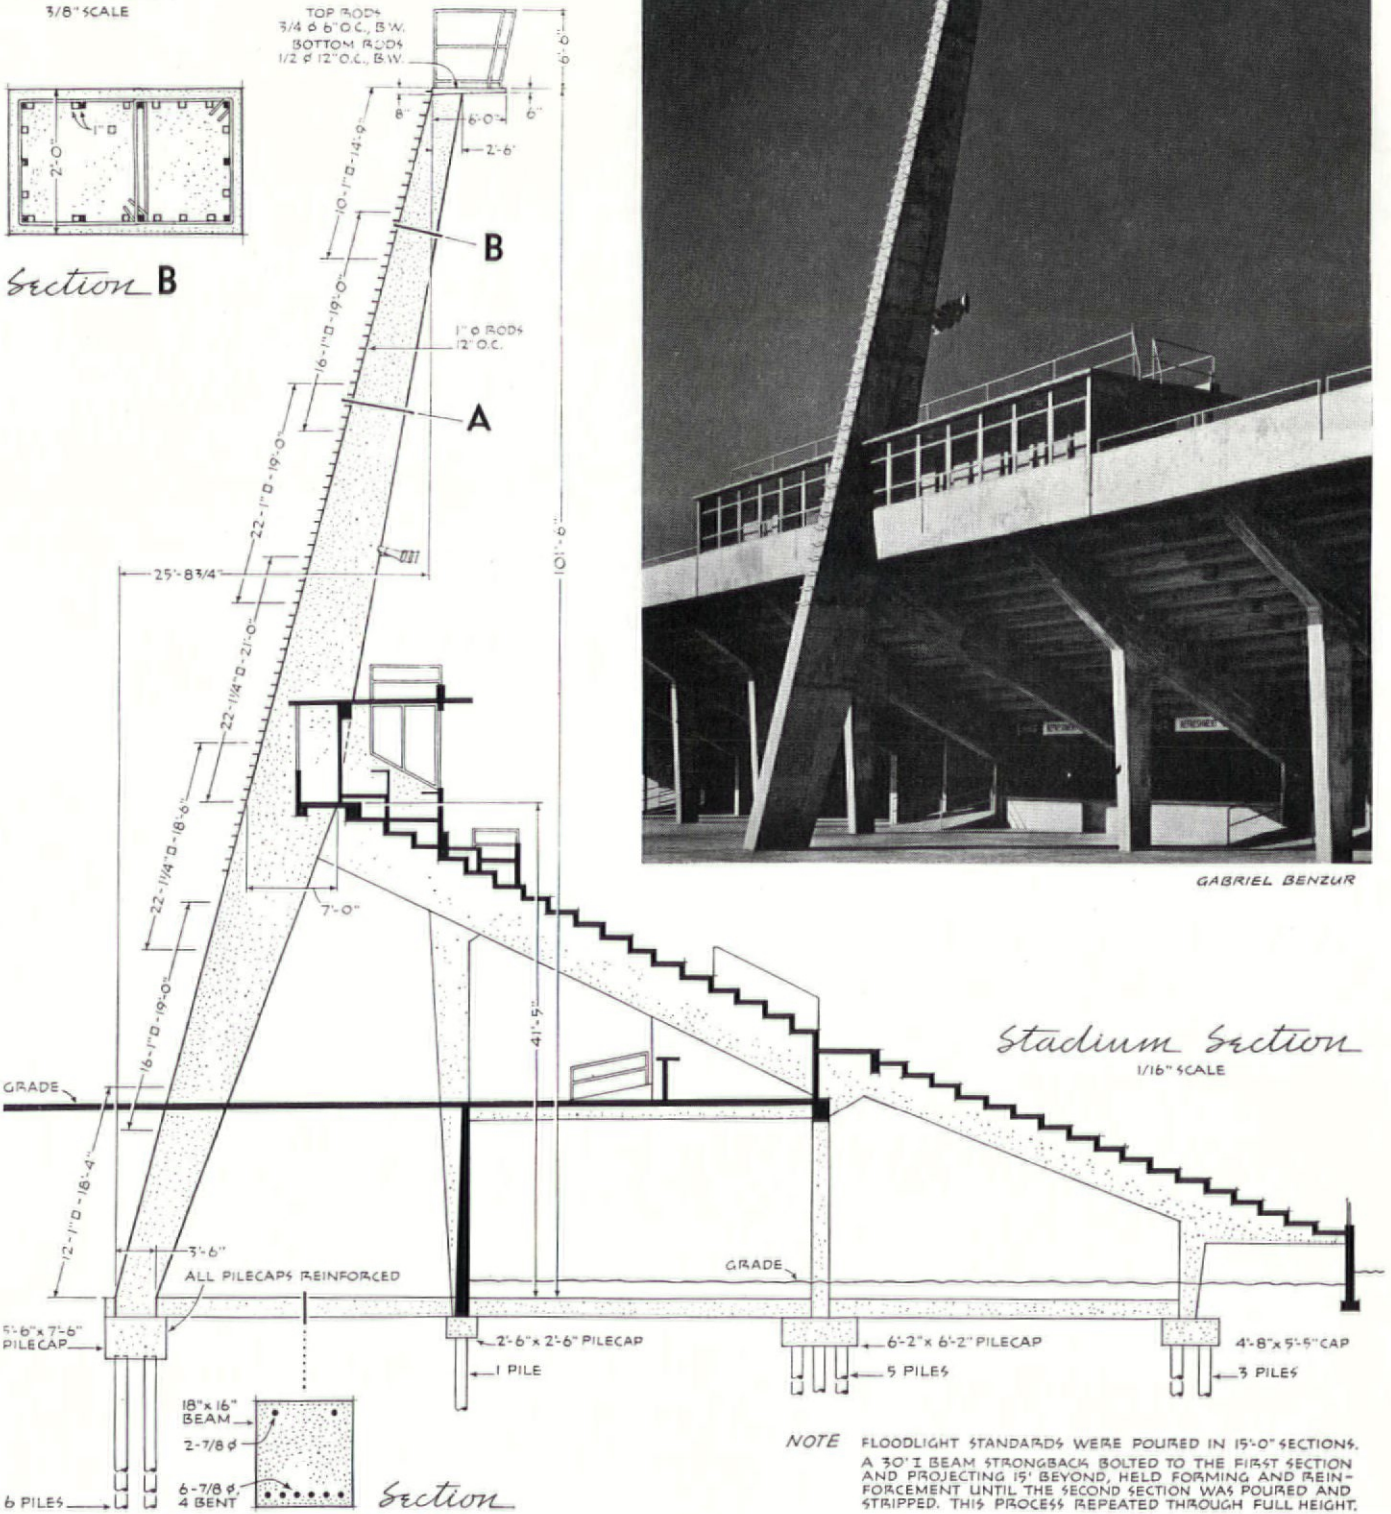 3/8" SCALE
TOP RODS
3/4 ϕ 6" O.C., B.W.
BOTTOM RODS
1/2 ϕ 12" O.C., B.W.
6'-6"
8"
6'-0"
6"
2'-6"
2'-0"
1"
Section B
10-1"□-14'-9"
B
16-1"□-19'-0"
1" ϕ RODS
12" O.C.
A
22-1"□-19'-0"
25'-8 3/4"
101'-6"
22-1 1/4"□-21'-0"
22-1 1/4"□-18'-6"
7'-0"
REFRESHMENT
GABRIEL BENZUR
16-1"□-19'-0"
41'-5"
Stadium Section
1/16" SCALE
GRADE
12-1"□-18'-4"
3'-6"
ALL PILECAPS REINFORCED
GRADE
5'-6" x 7'-6"
PILECAP
2'-6" x 2'-6" PILECAP
6'-2" x 6'-2" PILECAP
4'-8" x 5'-5" CAP
1 PILE
5 PILES
3 PILES
18" x 16"
BEAM
2-7/8 ϕ
6-7/8 ϕ,
4 BENT
6 PILES
Section
NOTE FLOODLIGHT STANDARDS WERE POURED IN 15'-0" SECTIONS.
A 30' I BEAM STRONGBACK BOLTED TO THE FIRST SECTION
AND PROJECTING 15' BEYOND, HELD FORMING AND REIN-
FORCEMENT UNTIL THE SECOND SECTION WAS POURED AND
STRIPPED. THIS PROCESS REPEATED THROUGH FULL HEIGHT.